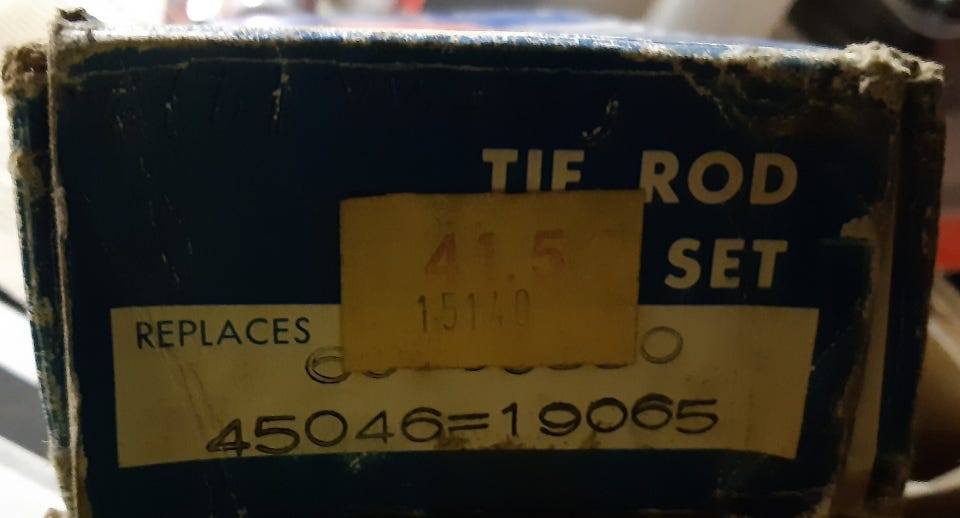 TIE ROD
SET
41.5
15140
REPLACES
45046=19065